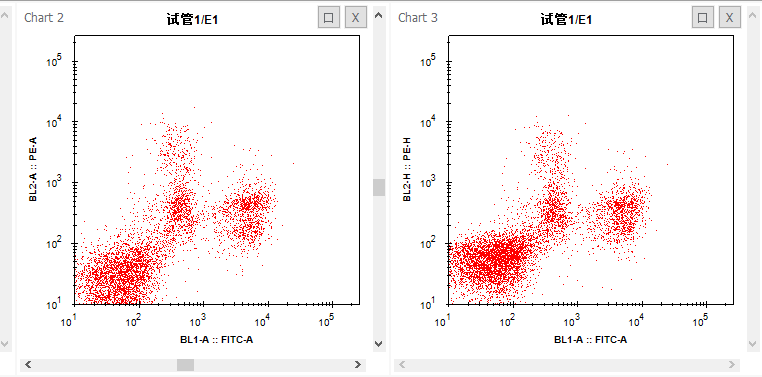 Chart 2
试管1/E1
口 X
10^5
10^4
10^3
10^2
10^1
BL2-A :: PE-A
10^1 10^2 10^3 10^4 10^5
BL1-A :: FITC-A
Chart 3
试管1/E1
口 X
10^5
10^4
10^3
10^2
10^1
BL2-H :: PE-H
10^1 10^2 10^3 10^4 10^5
BL1-A :: FITC-A